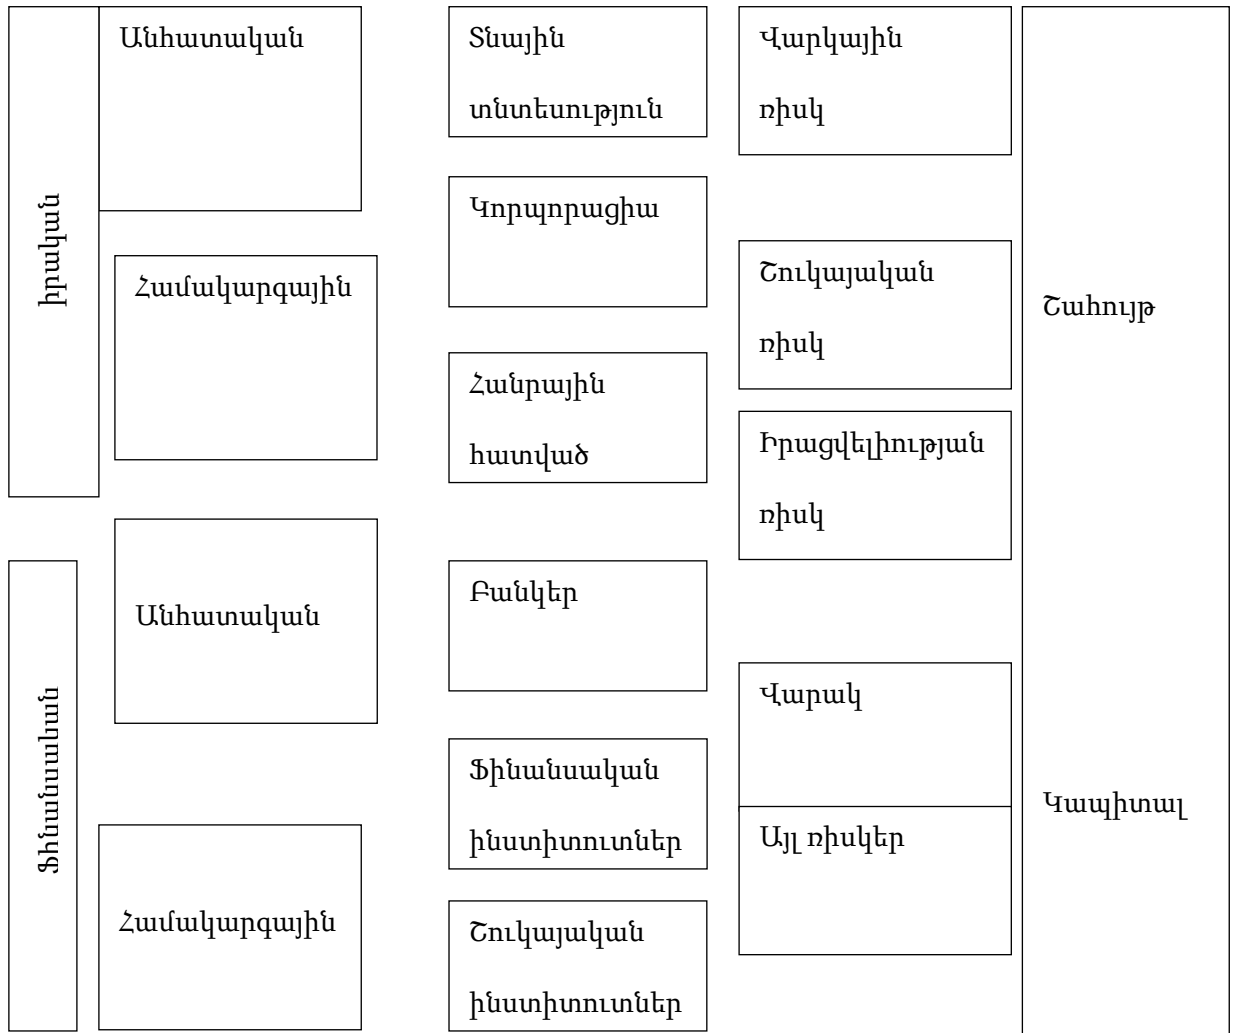 իրական
Անհատական
Համակարգային
Ֆինանսական
Անհատական
Համակարգային
Տնային
տնտեսություն
Կորպորացիա
Հանրային
հատված
Բանկեր
Ֆինանսական
ինստիտուտներ
Շուկայական
ինստիտուտներ
Վարկային
ռիսկ
Շուկայական
ռիսկ
Իրացվելիության
ռիսկ
Վարակ
Այլ ռիսկեր
Շահույթ
Կապիտալ